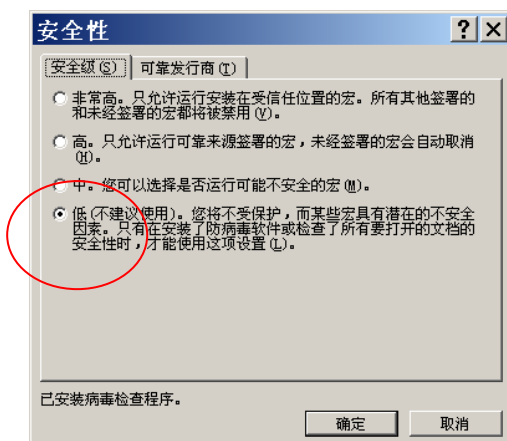 安全性
安全级(S) 可靠发行商(T)
非常高。只允许运行安装在受信任位置的宏。所有其他签署的
和未经签署的宏都将被禁用(V)。
高。只允许运行可靠来源签署的宏，未经签署的宏会自动取消
(H)。
中。您可以选择是否运行可能不安全的宏(M)。
低(不建议使用)。您将不受保护，而某些宏具有潜在的不安全
因素。只有在安装了防病毒软件或检查了所有要打开的文档的
安全性时，才能使用这项设置(L)。
已安装病毒检查程序。
确定 取消